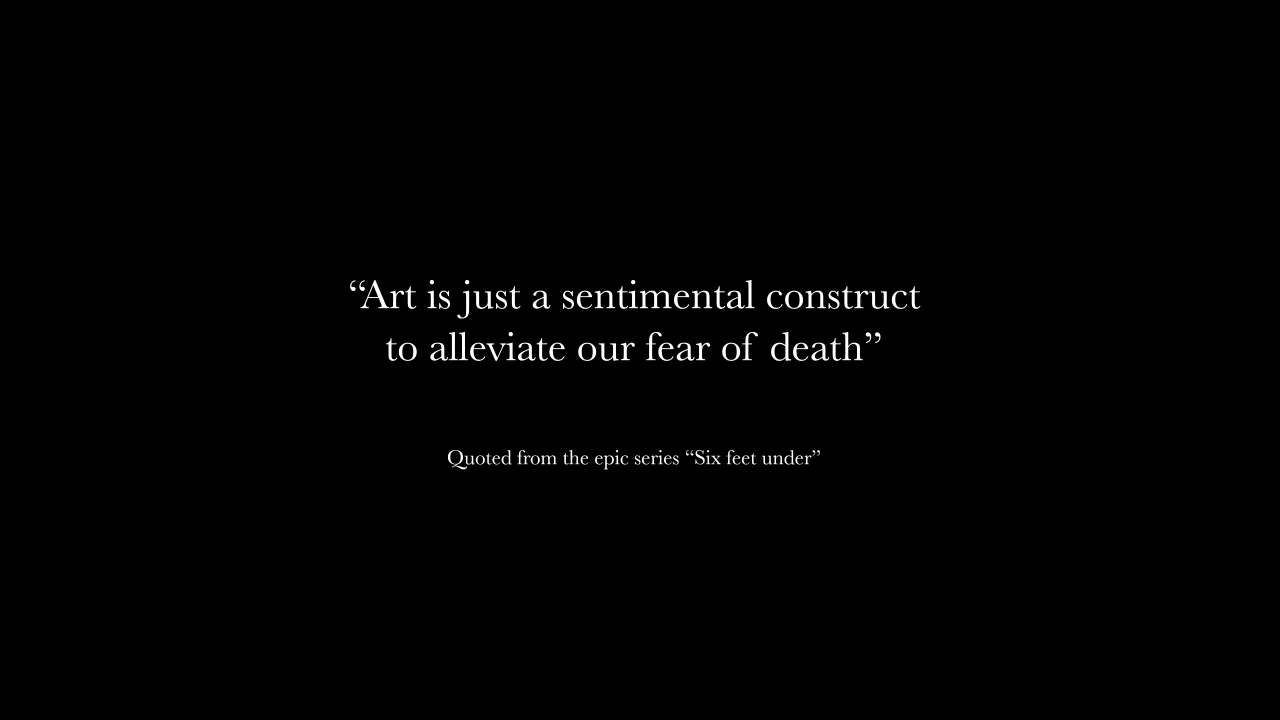 “Art is just a sentimental construct
to alleviate our fear of death”
Quoted from the epic series “Six feet under”